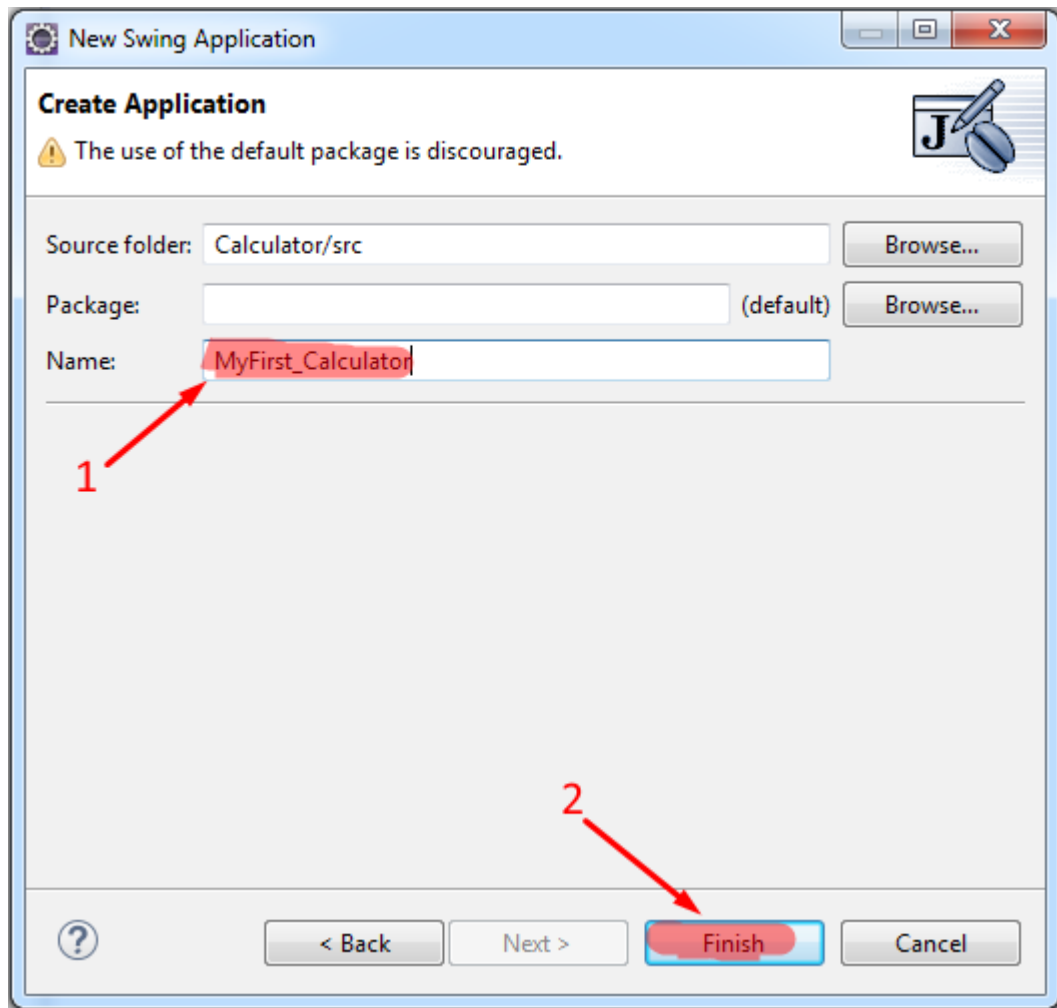 New Swing Application
Create Application
The use of the default package is discouraged.
J
Source folder: Calculator/src Browse...
Package: (default) Browse...
Name: MyFirst_Calculator
1
2
? < Back Next > Finish Cancel